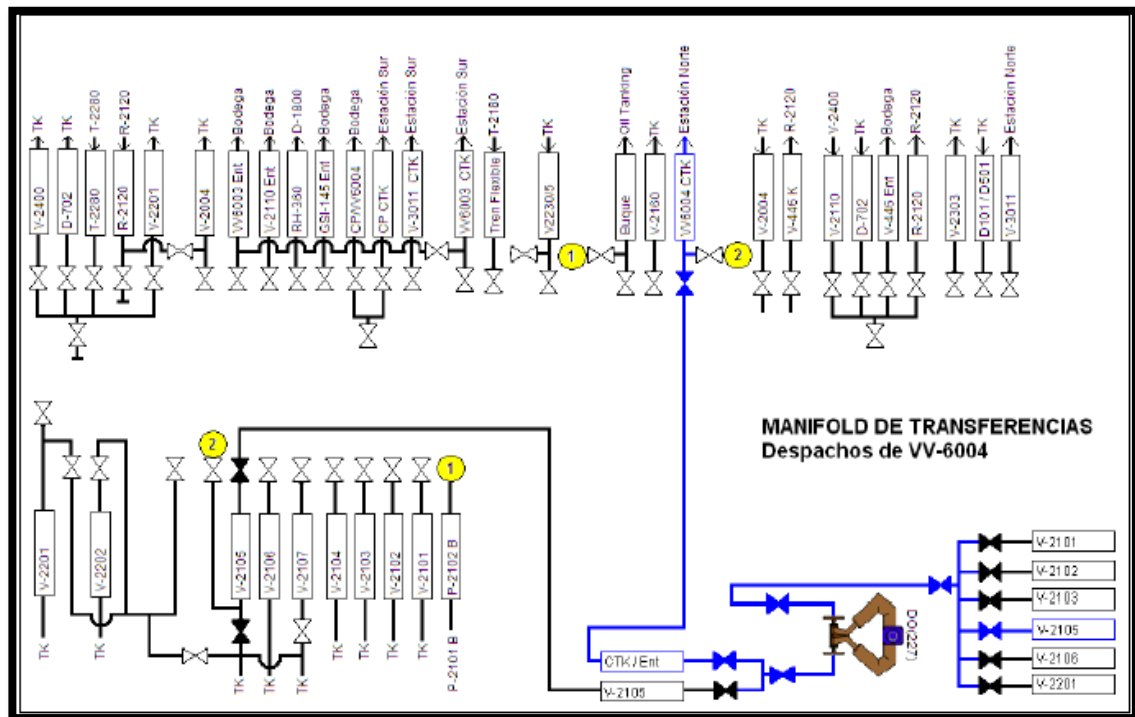 TK
TK
T-2280
R-2120
TK
TK
Bodega
Bodega
D-1800
Bodega
Bodega
Estación Sur
Estación Sur
Estación Sur
T-2180
TK
Oil Tanking
TK
Estación Norte
TK
R-2120
V-2400
TK
Bodega
R-2120
TK
TK
Estación Norte
V-2400
D-702
T-2280
R-2120
V-2201
V-2004
VV6003 Ent
V-2110 Ent
RH-360
GSI-145 Ent
CP/VV6004
CP CTK
V-3011 CTK
VV6003 CTK
Tren Flexible
V2230/5
Buque
V-2160
VV6004 CTK
V-2004
V-445 K
V-2110
D-702
V-445 Ent
R-2120
V-2303
D101 / D501
V-3011
1
2
MANIFOLD DE TRANSFERENCIAS
Despachos de VV-6004
2
1
V-2201
V-2202
V-2105
V-2106
V-2107
V-2104
V-2103
V-2102
V-2101
P-2102 B
TK
TK
TK
TK
TK
TK
TK
TK
TK
P-2101 B
CTK / Ent
V-2105
DO(227)
V-2101
V-2102
V-2103
V-2105
V-2106
V-2201